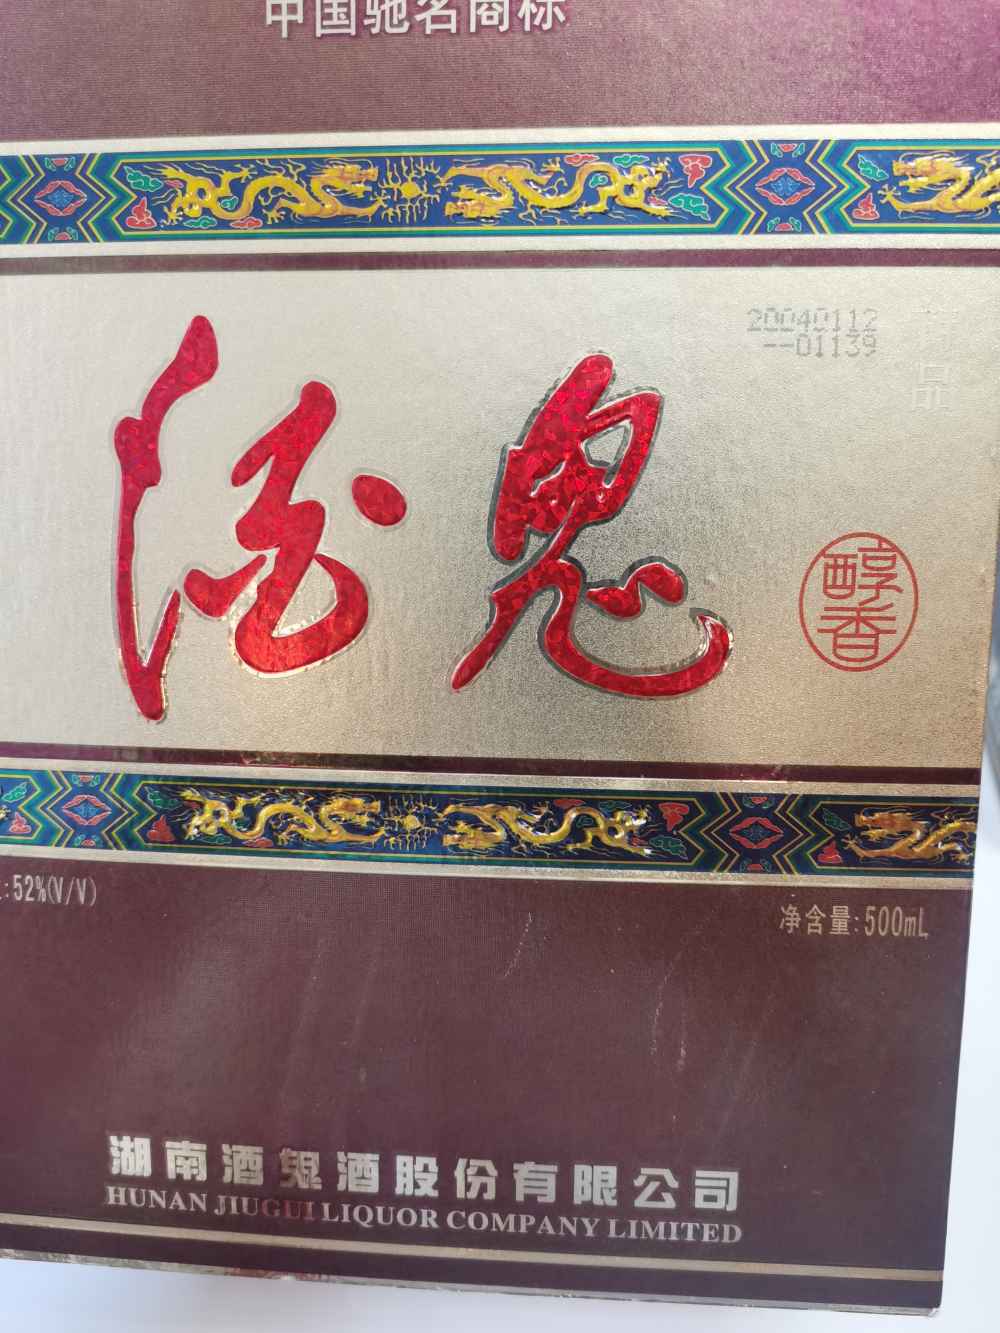 中国驰名商标
20040112
--01139
品
酒鬼
醇香
:52%(V/V)
净含量:500mL
湖南酒鬼酒股份有限公司
HUNAN JIUGUI LIQUOR COMPANY LIMITED